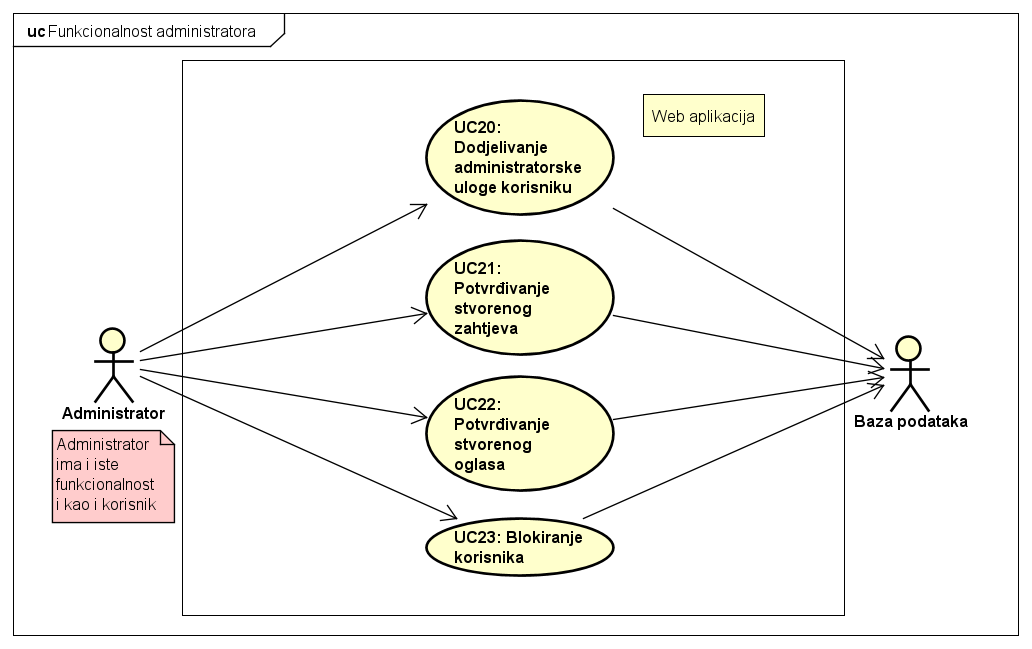 uc Funkcionalnost administratora
Web aplikacija
UC20:
Dodjelivanje
administratorske
uloge korisniku
UC21:
Potvrđivanje
stvorenog
zahtjeva
UC22:
Potvrđivanje
stvorenog
oglasa
UC23: Blokiranje
korisnika
Administrator
Administrator
ima i iste
funkcionalnost
i kao i korisnik
Baza podataka